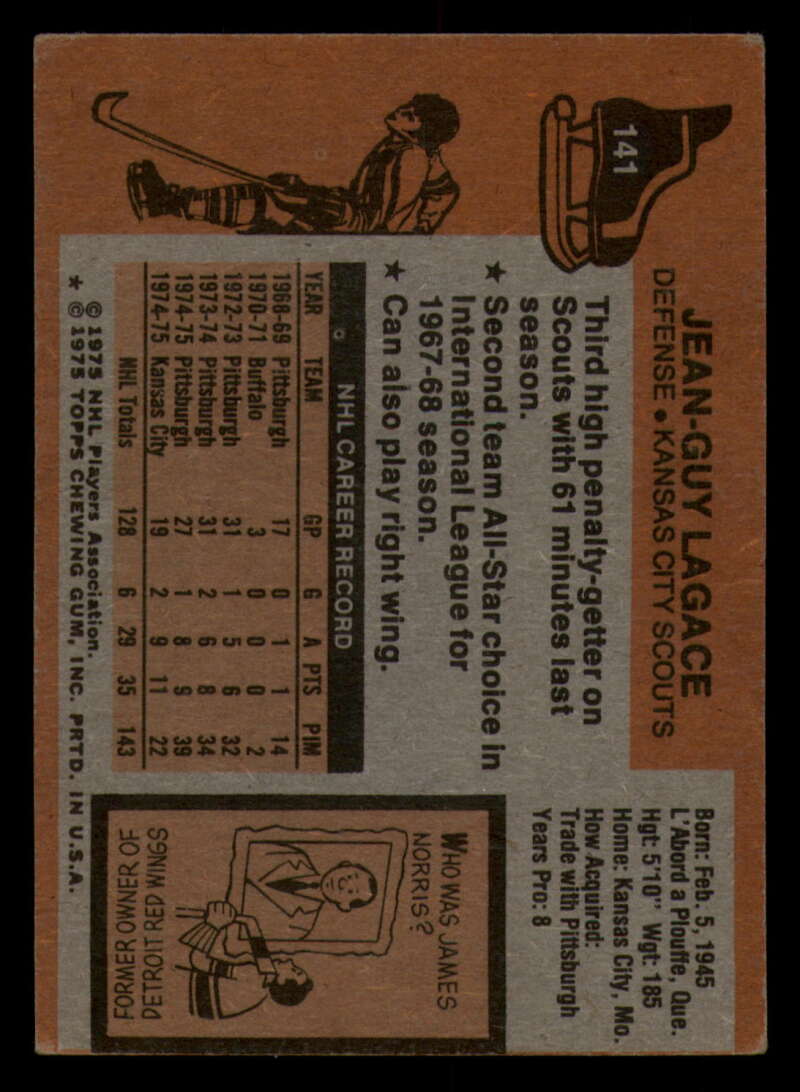 141
JEAN-GUY LAGACE
DEFENSE • KANSAS CITY SCOUTS
Third high penalty-getter on
Scouts with 61 minutes last
season.
★ Second team All-Star choice in
International League for
1967-68 season.
★ Can also play right wing.
NHL CAREER RECORD
YEAR TEAM GP G A PTS PIM
1968-69 Pittsburgh 17 0 1 1 14
1970-71 Buffalo 3 0 0 0 2
1972-73 Pittsburgh 31 1 5 6 32
1973-74 Pittsburgh 31 2 6 8 34
1974-75 Pittsburgh 27 1 8 9 39
1974-75 Kansas City 19 2 9 11 22
NHL Totals 128 6 29 35 143
© 1975 NHL Players Association.
★ © 1975 TOPPS CHEWING GUM, INC. PRTD. IN U.S.A.
Born: Feb. 5, 1945
L'Abord a Plouffe, Que.
Hgt: 5'10" Wgt: 185
Home: Kansas City, Mo.
How Acquired:
Trade with Pittsburgh
Years Pro: 8
WHO WAS JAMES
NORRIS?
FORMER OWNER OF
DETROIT RED WINGS